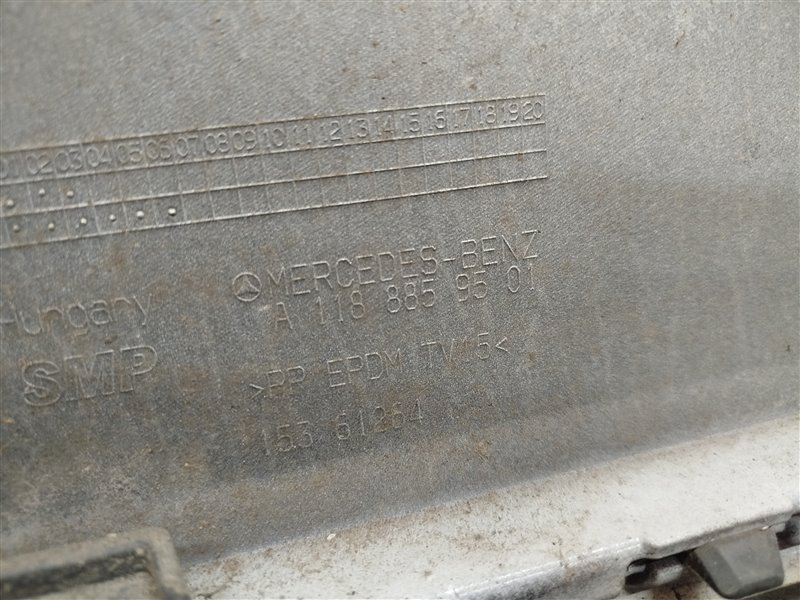 01 02 03 04 05 06 07 08 09 10 11 12 13 14 15 16 17 18 19 20
MERCEDES-BENZ
A 118 885 95 01
Hungary
SMP
>PP EPDM TV15<
153 61264